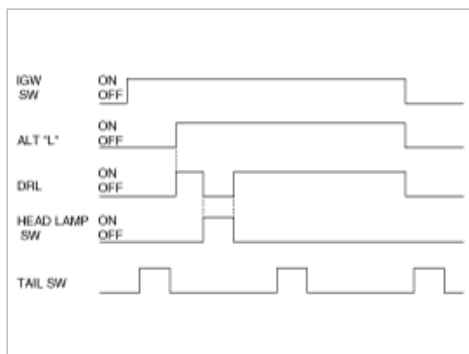 IGW ON
SW OFF
ON
ALT "L" OFF
ON
DRL OFF
HEAD LAMP ON
SW OFF
TAIL SW